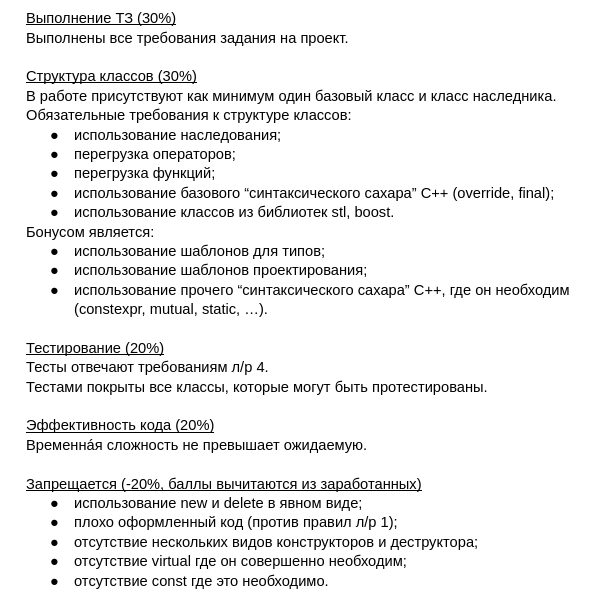 Выполнение ТЗ (30%)
Выполнены все требования задания на проект.
Структура классов (30%)
В работе присутствуют как минимум один базовый класс и класс наследника.
Обязательные требования к структуре классов:
● использование наследования;
● перегрузка операторов;
● перегрузка функций;
● использование базового “синтаксического сахара” C++ (override, final);
● использование классов из библиотек stl, boost.
Бонусом является:
● использование шаблонов для типов;
● использование шаблонов проектирования;
● использование прочего “синтаксического сахара” C++, где он необходим
(constexpr, mutual, static, …).
Тестирование (20%)
Тесты отвечают требованиям л/р 4.
Тестами покрыты все классы, которые могут быть протестированы.
Эффективность кода (20%)
Временна́я сложность не превышает ожидаемую.
Запрещается (-20%, баллы вычитаются из заработанных)
● использование new и delete в явном виде;
● плохо оформленный код (против правил л/р 1);
● отсутствие нескольких видов конструкторов и деструктора;
● отсутствие virtual где он совершенно необходим;
● отсутствие const где это необходимо.